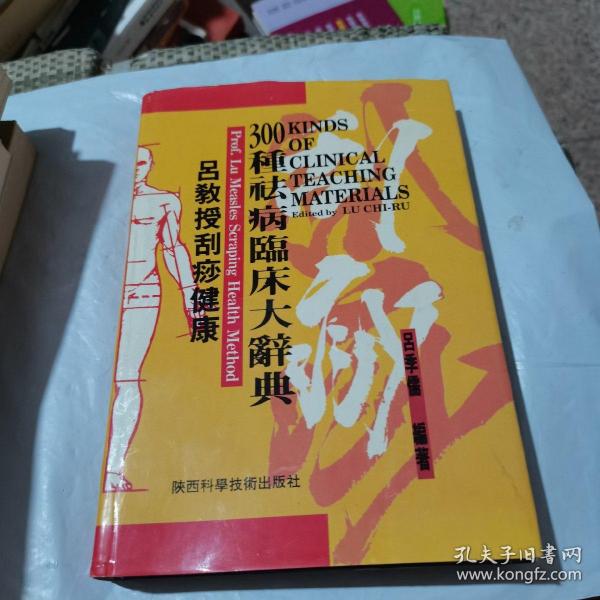 300種祛病臨床大辭典
KINDS
OF
CLINICAL
TEACHING
MATERIALS
Edited by LU CHI-RU
Prof. Lu Measles Scraping Health Method
呂教授刮痧健康
刮痧
呂季儒 編著
陝西科學技術出版社
孔夫子旧书网
www.kongfz.com